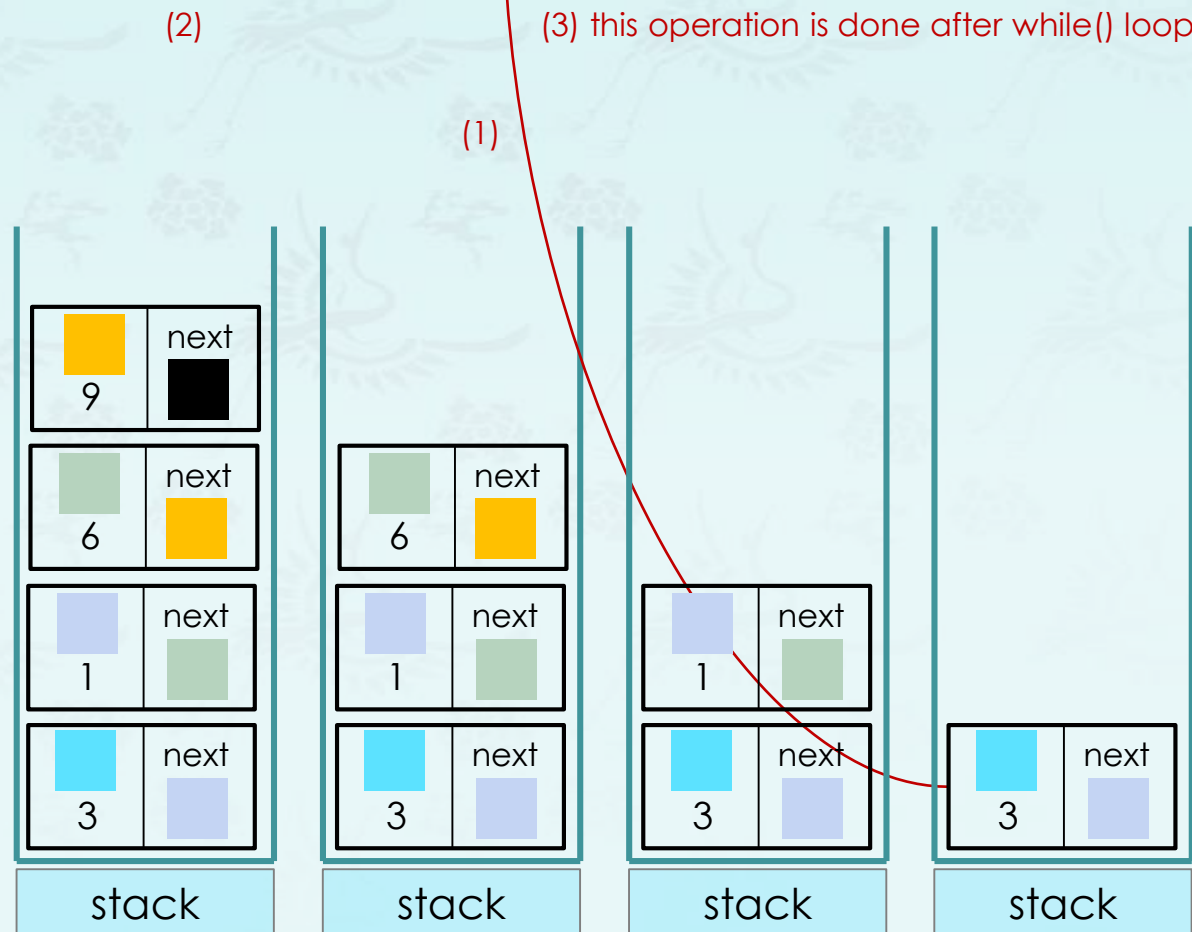 (2)
(3) this operation is done after while() loop
(1)
next
9
next
6
next
6
next
1
next
1
next
1
next
3
next
3
next
3
next
3
stack
stack
stack
stack